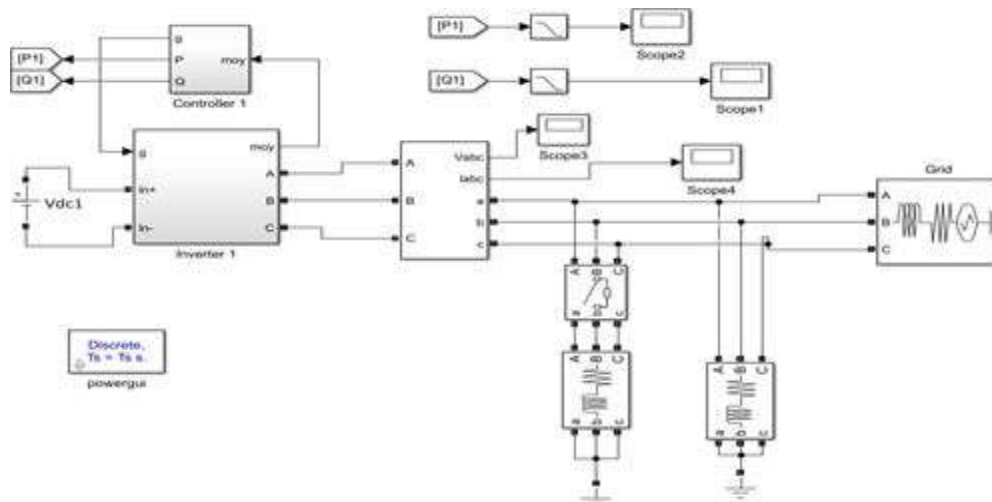 [P1]
[Q1]
g
P
Q
moy
Controller 1
[P1]
Scope2
[Q1]
Scope1
g
moy
In+
In-
A
B
C
Inverter 1
Vdc1
A
B
C
Vabc
Iabc
a
b
c
Scope3
Scope4
Grid
A
B
C
A B C
a b c
A B C
a b c
A B C
a b c
Discrete,
Ts = Ts s.
powergui